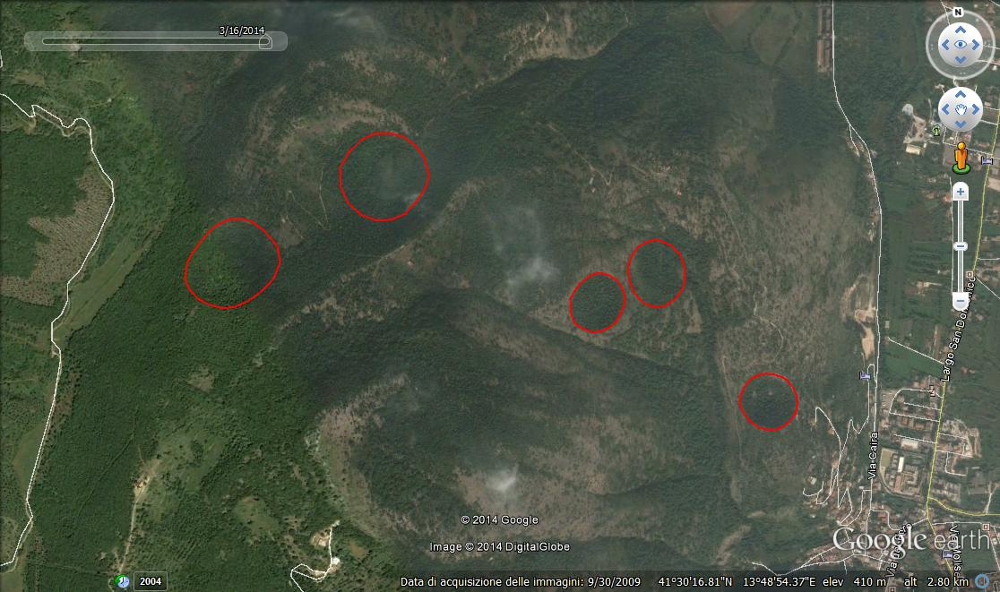 3/16/2014
N
Largo San Domenico
Via Caira
© 2014 Google
Image © 2014 DigitalGlobe
Google earth
2004
Data di acquisizione delle immagini: 9/30/2009 41°30'16.81"N 13°48'54.37"E elev 410 m alt 2.80 km